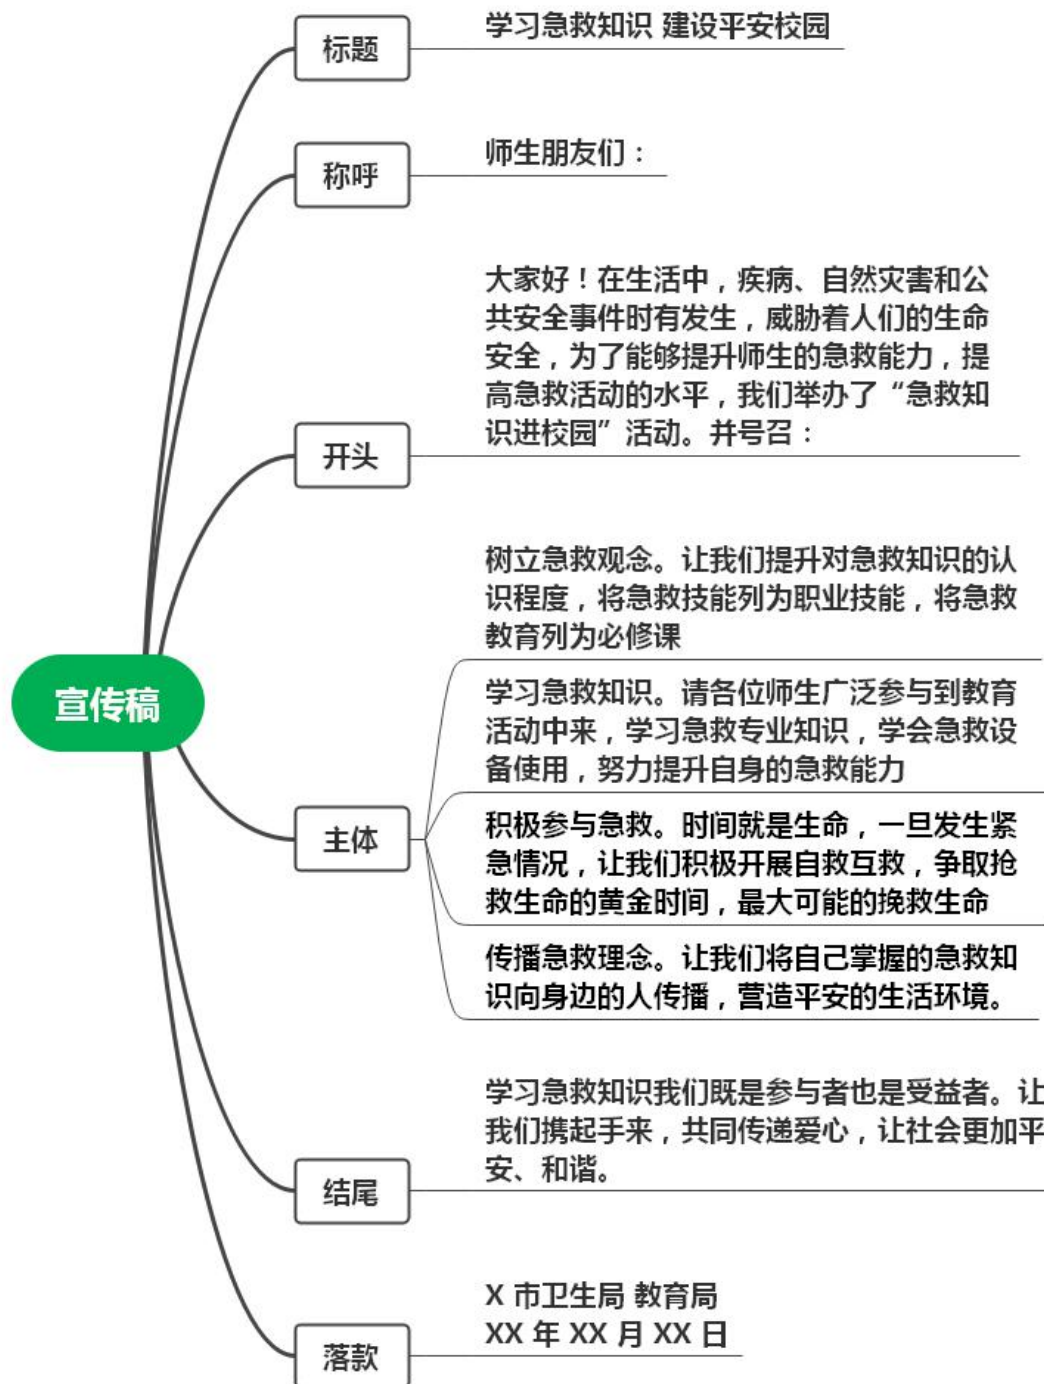 标题
学习急救知识 建设平安校园
称呼
师生朋友们：
大家好！在生活中，疾病、自然灾害和公
共安全事件时有发生，威胁着人们的生命
安全，为了能够提升师生的急救能力，提
高急救活动的水平，我们举办了“急救知
识进校园”活动。并号召：
开头
树立急救观念。让我们提升对急救知识的认
识程度，将急救技能列为职业技能，将急救
教育列为必修课
宣传稿
学习急救知识。请各位师生广泛参与到教育
活动中来，学习急救专业知识，学会急救设
备使用，努力提升自身的急救能力
主体
积极参与急救。时间就是生命，一旦发生紧
急情况，让我们积极开展自救互救，争取抢
救生命的黄金时间，最大可能的挽救生命
传播急救理念。让我们将自己掌握的急救知
识向身边的人传播，营造平安的生活环境。
学习急救知识我们既是参与者也是受益者。让
我们携起手来，共同传递爱心，让社会更加平
安、和谐。
结尾
X 市卫生局 教育局
XX 年 XX 月 XX 日
落款